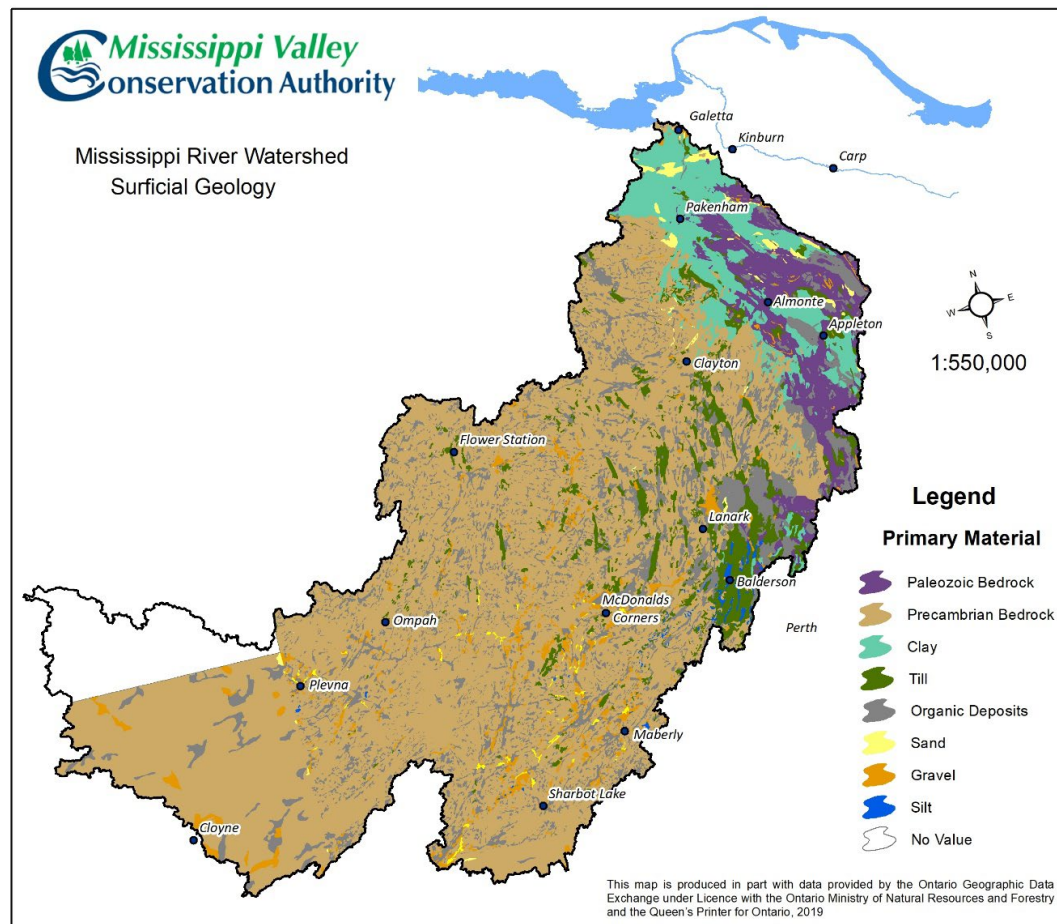 Mississippi Valley
Conservation Authority
Mississippi River Watershed
Surficial Geology
Galetta
Kinburn
Carp
Pakenham
Almonte
Appleton
Clayton
Flower Station
Lanark
Balderson
McDonalds
Corners
Perth
Ompah
Plevna
Maberly
Sharbot Lake
Cloyne
N
W
E
S
1:550,000
Legend
Primary Material
Paleozoic Bedrock
Precambrian Bedrock
Clay
Till
Organic Deposits
Sand
Gravel
Silt
No Value
This map is produced in part with data provided by the Ontario Geographic Data
Exchange under Licence with the Ontario Ministry of Natural Resources and Forestry
and the Queen's Printer for Ontario, 2019